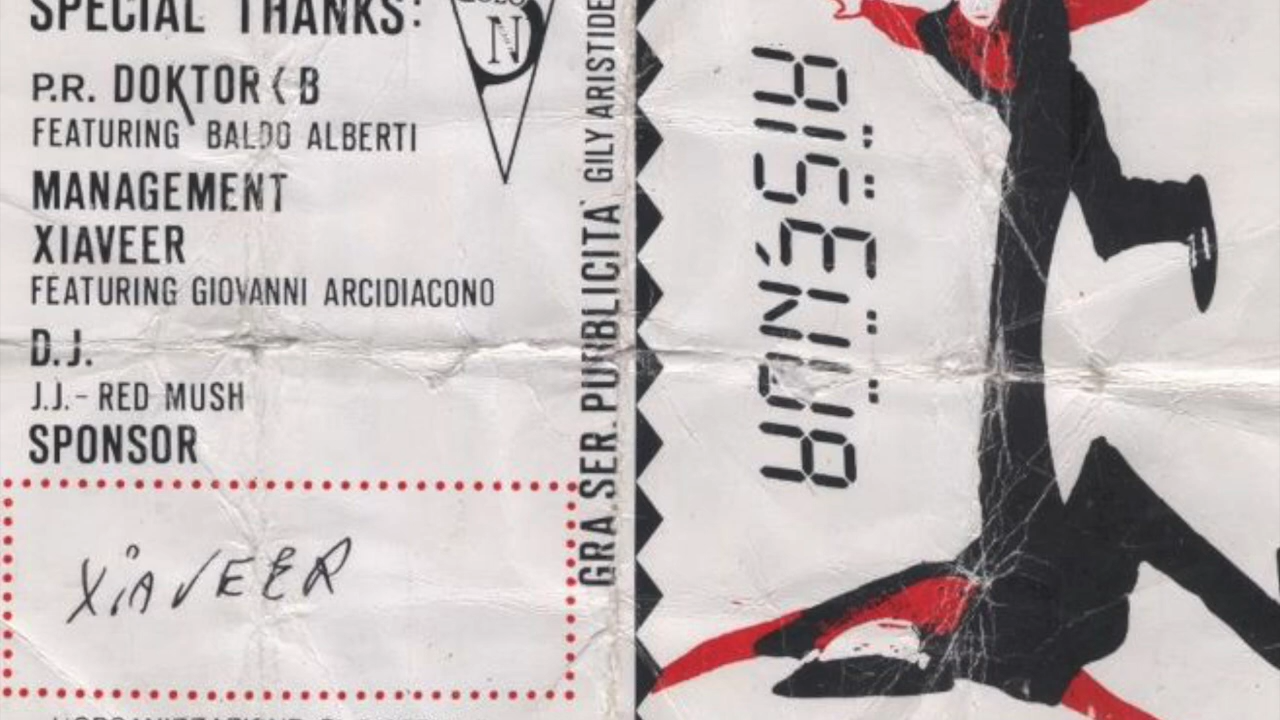 SPECIAL THANKS:
N
P.R. DOKTOR B
FEATURING BALDO ALBERTI
MANAGEMENT
XIAVEER
FEATURING GIOVANNI ARCIDIACONO
D.J.
J.J.- RED MUSH
SPONSOR
XIAVEER
GRA.SER. PUBBLICITA' GILY ARISTIDE